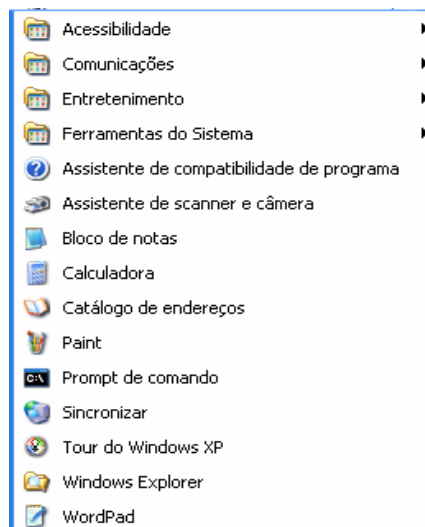 Acessibilidade
Comunicações
Entretenimento
Ferramentas do Sistema
Assistente de compatibilidade de programa
Assistente de scanner e câmera
Bloco de notas
Calculadora
Catálogo de endereços
Paint
Prompt de comando
Sincronizar
Tour do Windows XP
Windows Explorer
WordPad